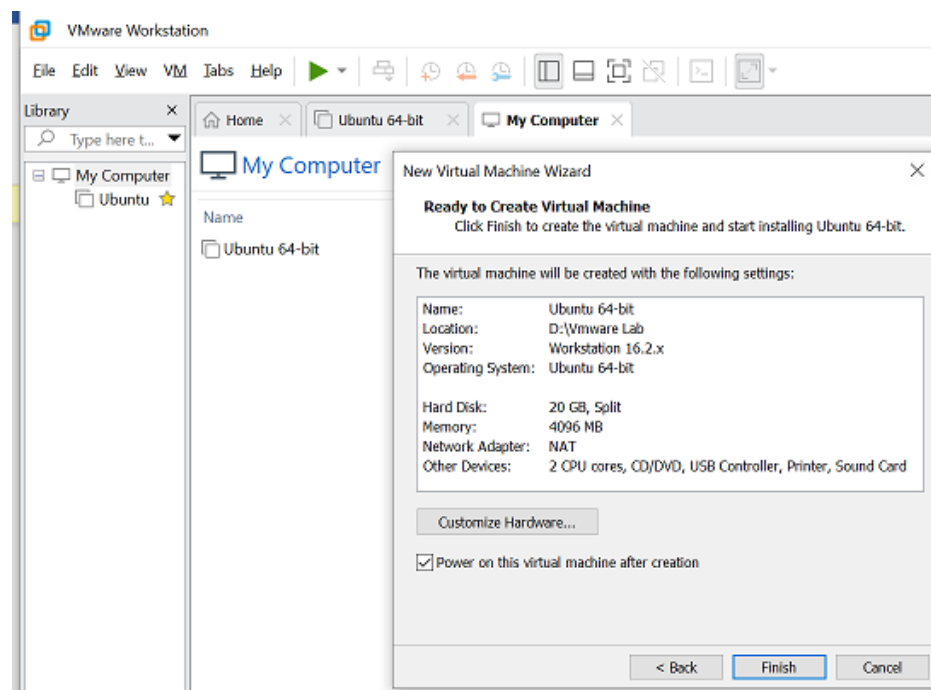 VMware Workstation
File Edit View VM Tabs Help
Library
Type here t...
My Computer
Ubuntu
Home
Ubuntu 64-bit
My Computer
My Computer
Name
Ubuntu 64-bit
New Virtual Machine Wizard
Ready to Create Virtual Machine
Click Finish to create the virtual machine and start installing Ubuntu 64-bit.
The virtual machine will be created with the following settings:
Name: Ubuntu 64-bit
Location: D:\Vmware Lab
Version: Workstation 16.2.x
Operating System: Ubuntu 64-bit
Hard Disk: 20 GB, Split
Memory: 4096 MB
Network Adapter: NAT
Other Devices: 2 CPU cores, CD/DVD, USB Controller, Printer, Sound Card
Customize Hardware...
Power on this virtual machine after creation
< Back Finish Cancel